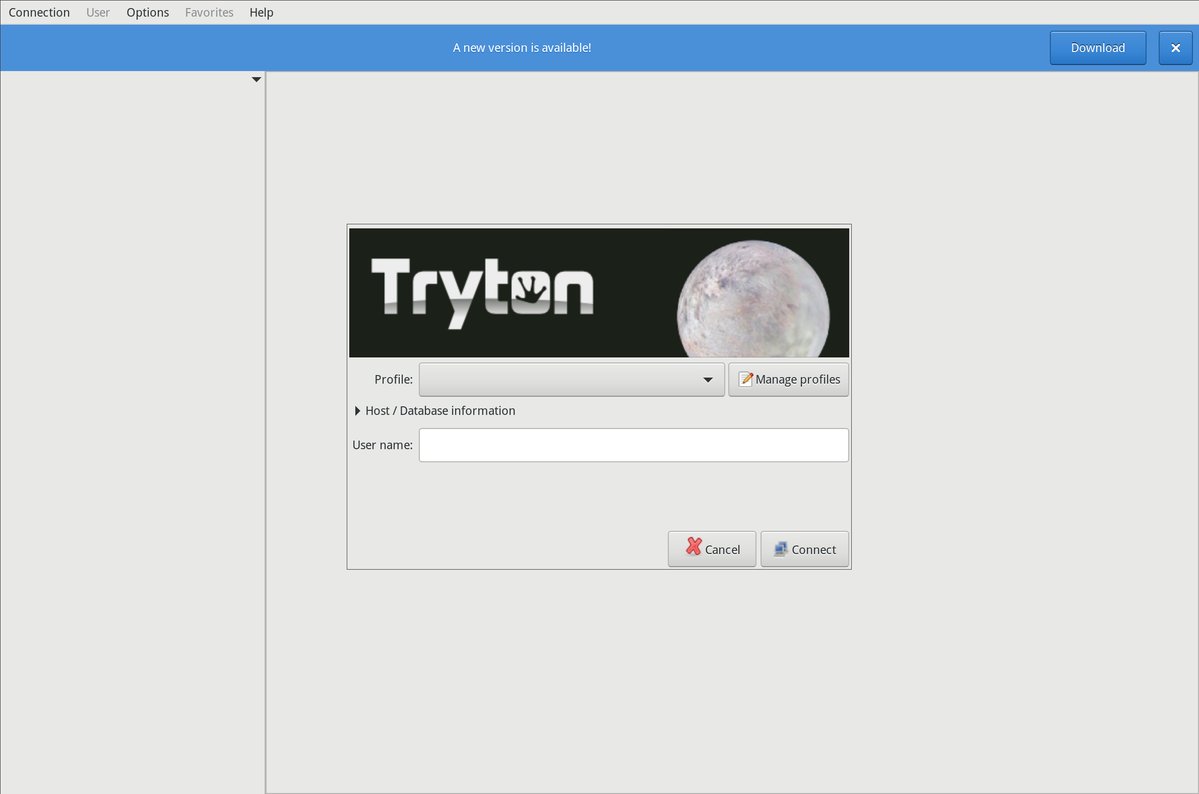 Connection User Options Favorites Help
A new version is available! Download
Tryton
Profile: Manage profiles
Host / Database information
User name:
Cancel Connect